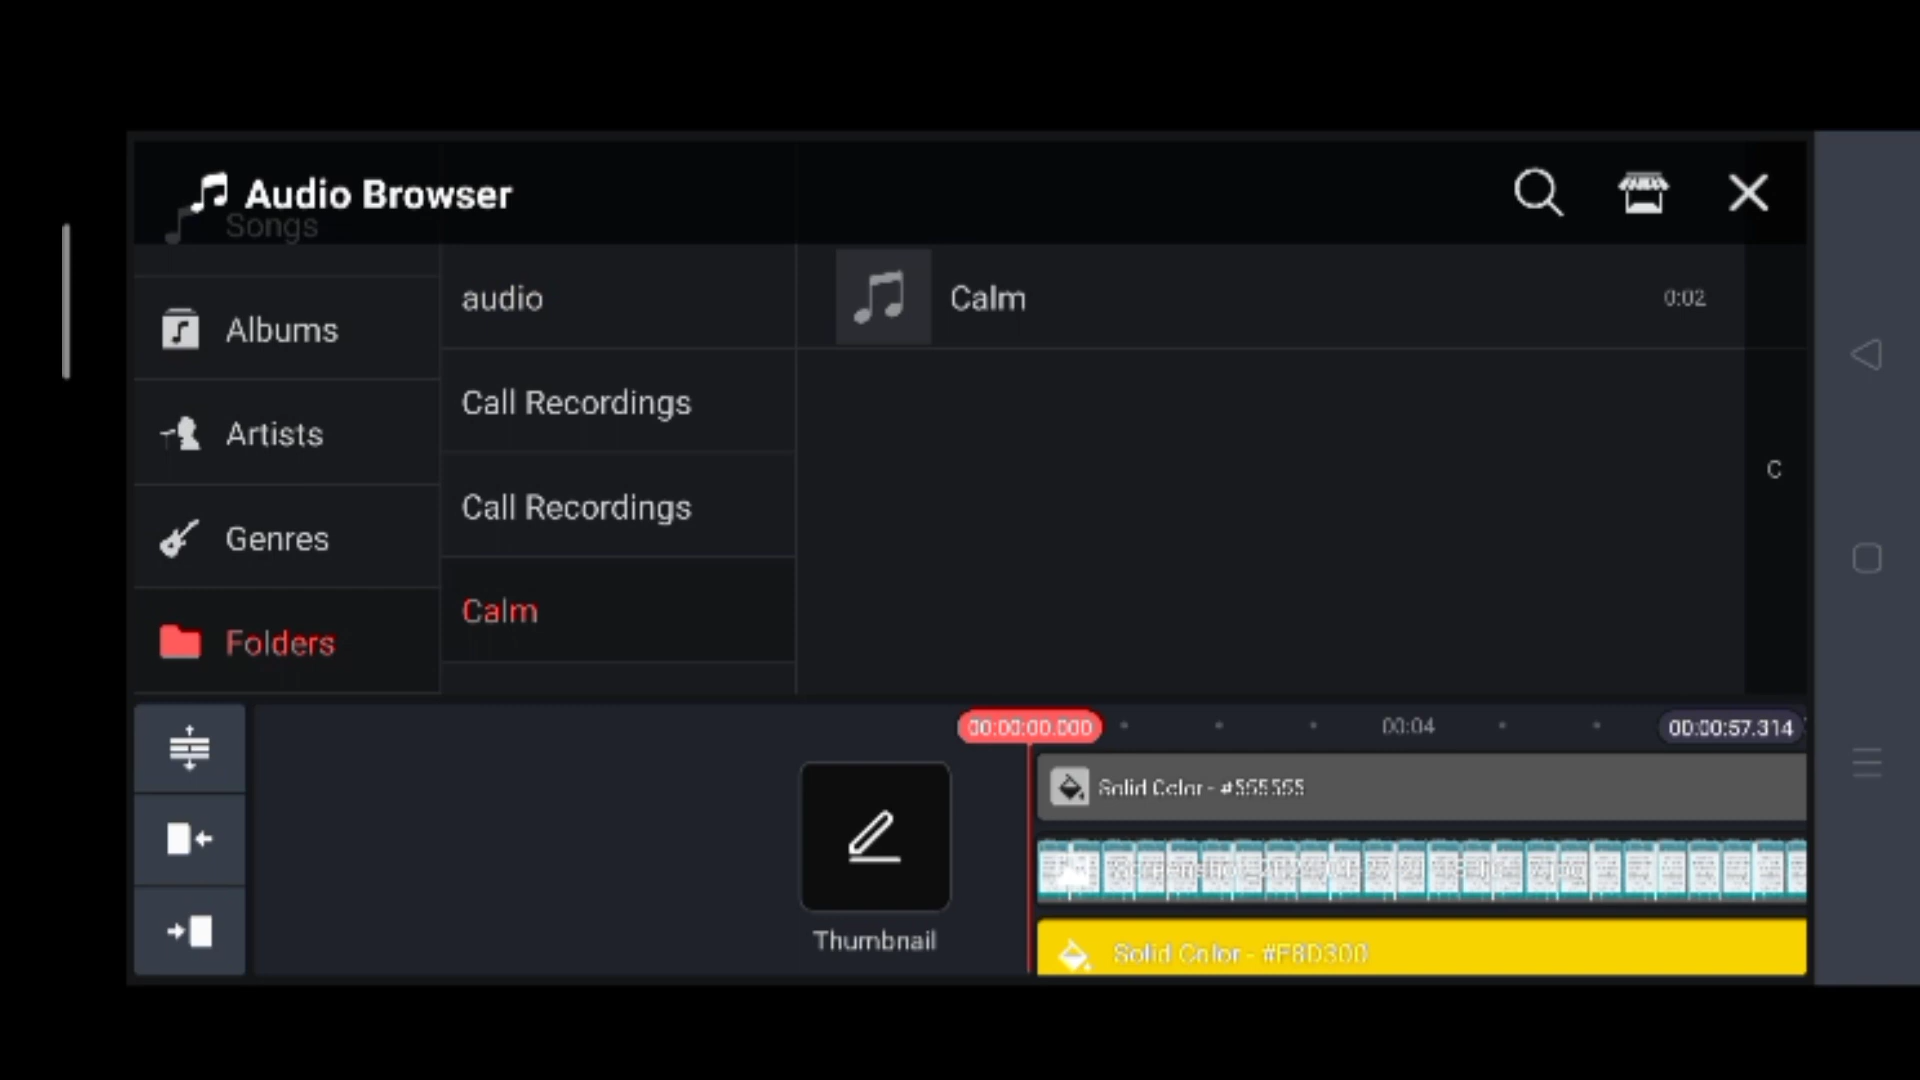 Audio Browser
Songs
Albums
Artists
Genres
Folders
audio
Call Recordings
Call Recordings
Calm
Calm
0:02
C
00:00:00.000
00:04
00:00:57.314
Thumbnail
Solid Color - #555555
Solid Color - #F8D300